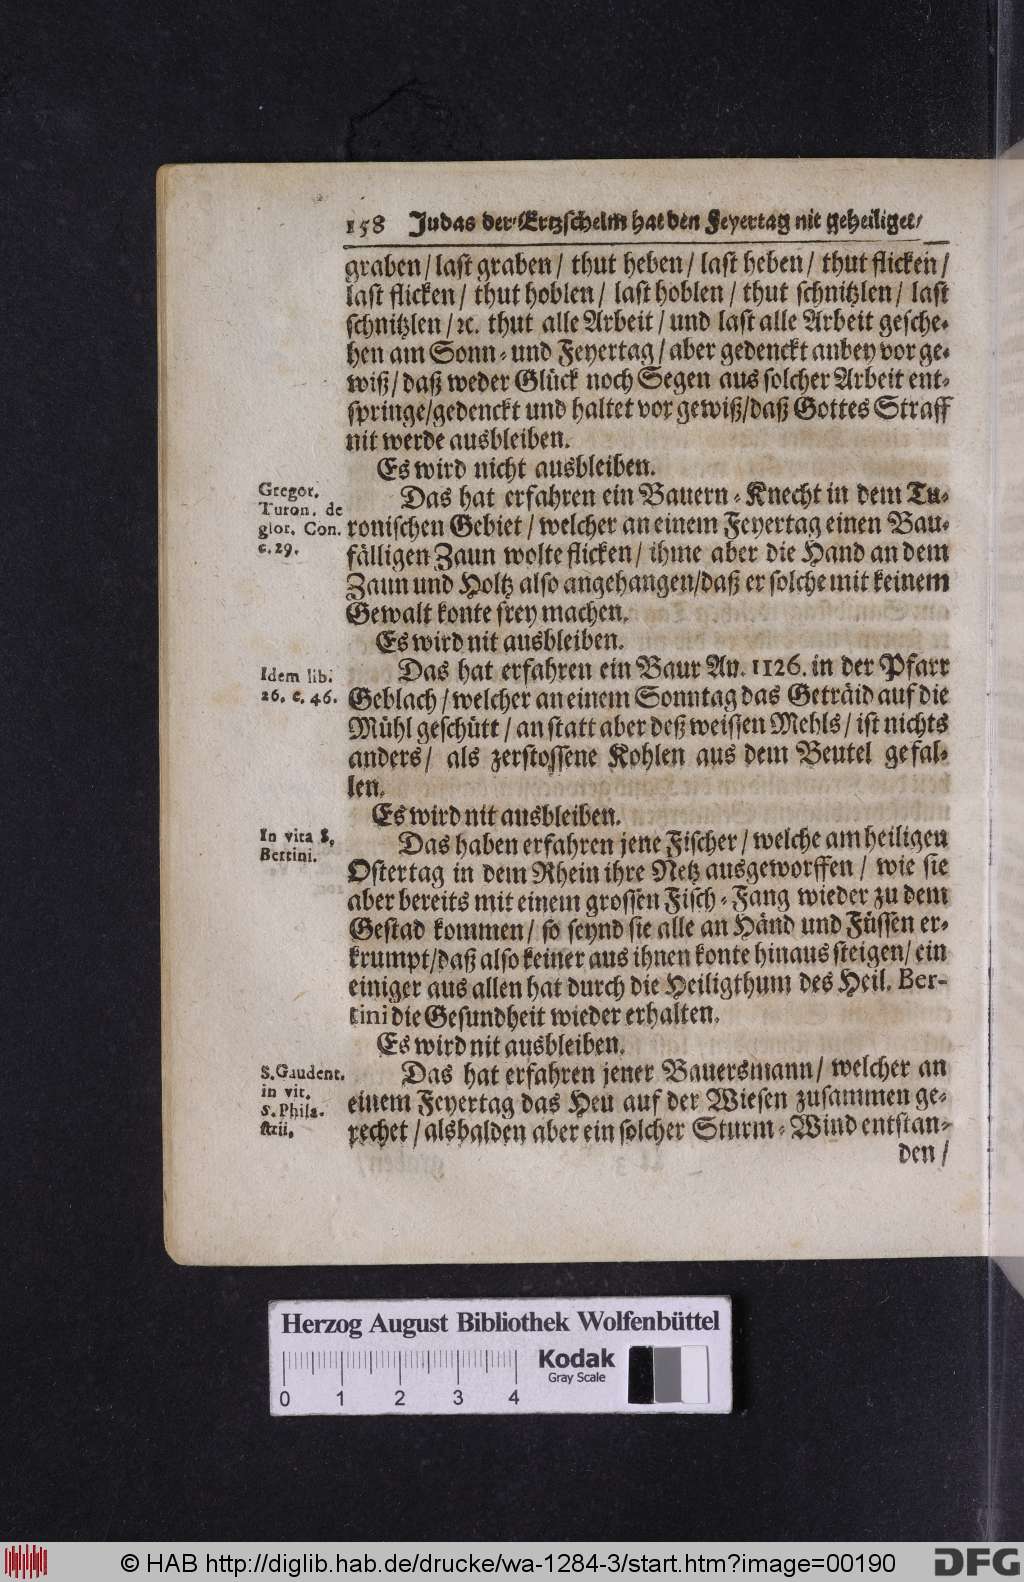 158 Judas der Ertzschelm hat den Feyertag nit geheiliget/
graben/ last graben/ thut heben/ last heben/ thut flicken/
last flicken/ thut hoblen/ last hoblen/ thut schnitzlen/ last
schnitzlen/ ꝛc. thut alle Arbeit/ und last alle Arbeit gesche-
hen am Sonn- und Feyertag/ aber gedenckt anbey vor ge-
wiß/ daß weder Glück noch Segen aus solcher Arbeit ent-
springe/ gedenckt und haltet vor gewiß/ daß Gottes Straff
nit werde ausbleiben.
Es wird nicht ausbleiben.
Gregor.
Turon. de
glor. Con.
c. 29.
Das hat erfahren ein Bauern-Knecht in dem Tu-
ronischen Gebiet/ welcher an einem Feyertag einen Bau-
fälligen Zaun wolte flicken/ ihme aber die Hand an dem
Zaun und Holtz also angehangen/ daß er solche mit keinem
Gewalt konte frey machen.
Es wird nit ausbleiben.
Idem lib.
26. c. 46.
Das hat erfahren ein Baur An. 1126. in der Pfarr
Geblach/ welcher an einem Sonntag das Geträid auf die
Mühl geschütt/ an statt aber deß weissen Mehls/ ist nichts
anders/ als zerstossene Kohlen aus dem Beutel gefal-
len.
Es wird nit ausbleiben.
In vita S.
Bertini.
Das haben erfahren jene Fischer/ welche am heiligen
Ostertag in dem Rhein ihre Netz ausgeworffen/ wie sie
aber bereits mit einem grossen Fisch-Fang wieder zu dem
Gestad kommen/ so seynd sie alle an Händ und Füssen er-
krumpt/ daß also keiner aus ihnen konte hinaus steigen/ ein
einiger aus allen hat durch die Heiligthum des Heil. Ber-
tini die Gesundheit wieder erhalten.
Es wird nit ausbleiben.
S. Gaudent.
in vit.
S. Phila-
strii.
Das hat erfahren jener Bauersmann/ welcher an
einem Feyertag das Heu auf der Wiesen zusammen ge-
rechet/ alsbalden aber ein solcher Sturm-Wind entstan-
den/
Herzog August Bibliothek Wolfenbüttel
Kodak
Gray Scale
0 1 2 3 4
© HAB http://diglib.hab.de/drucke/wa-1284-3/start.htm?image=00190
DFG